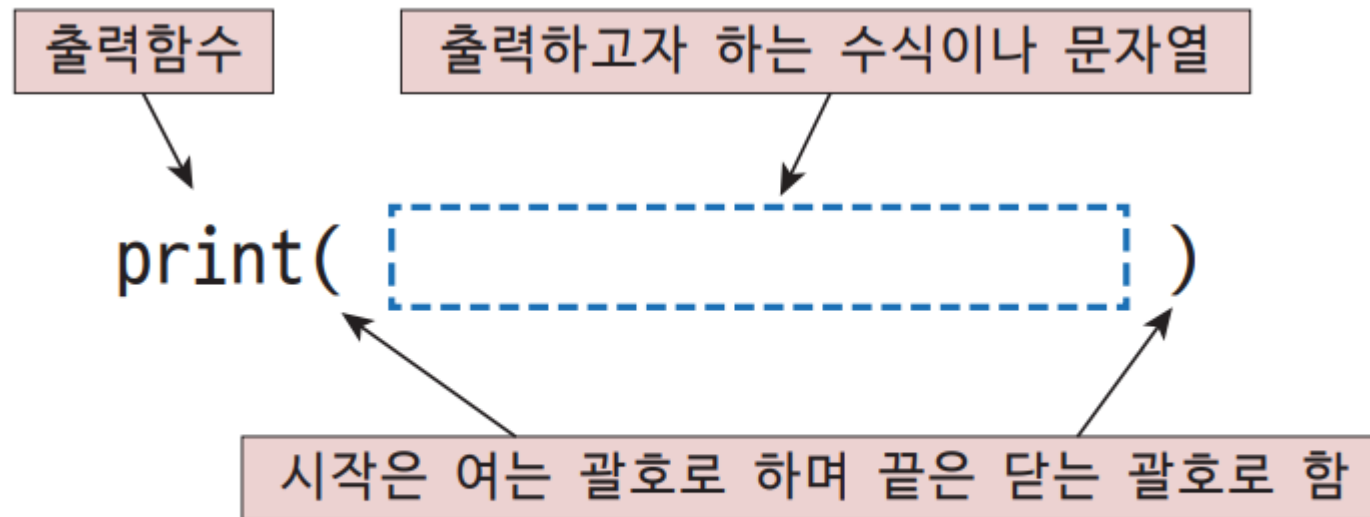 출력함수
출력하고자 하는 수식이나 문자열
print( )
시작은 여는 괄호로 하며 끝은 닫는 괄호로 함